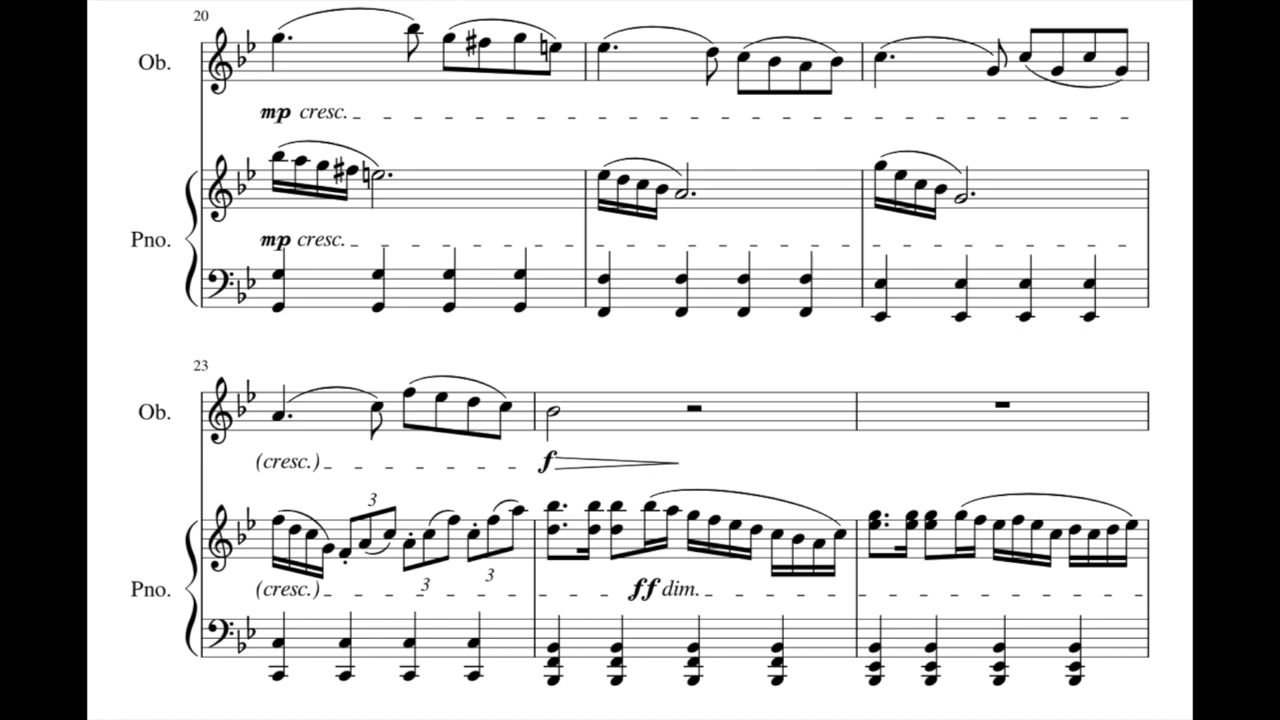 20
Ob.
mp cresc.
Pno.
mp cresc.
23
Ob.
(cresc.)
f
3
Pno.
3
3
(cresc.)
ff dim.